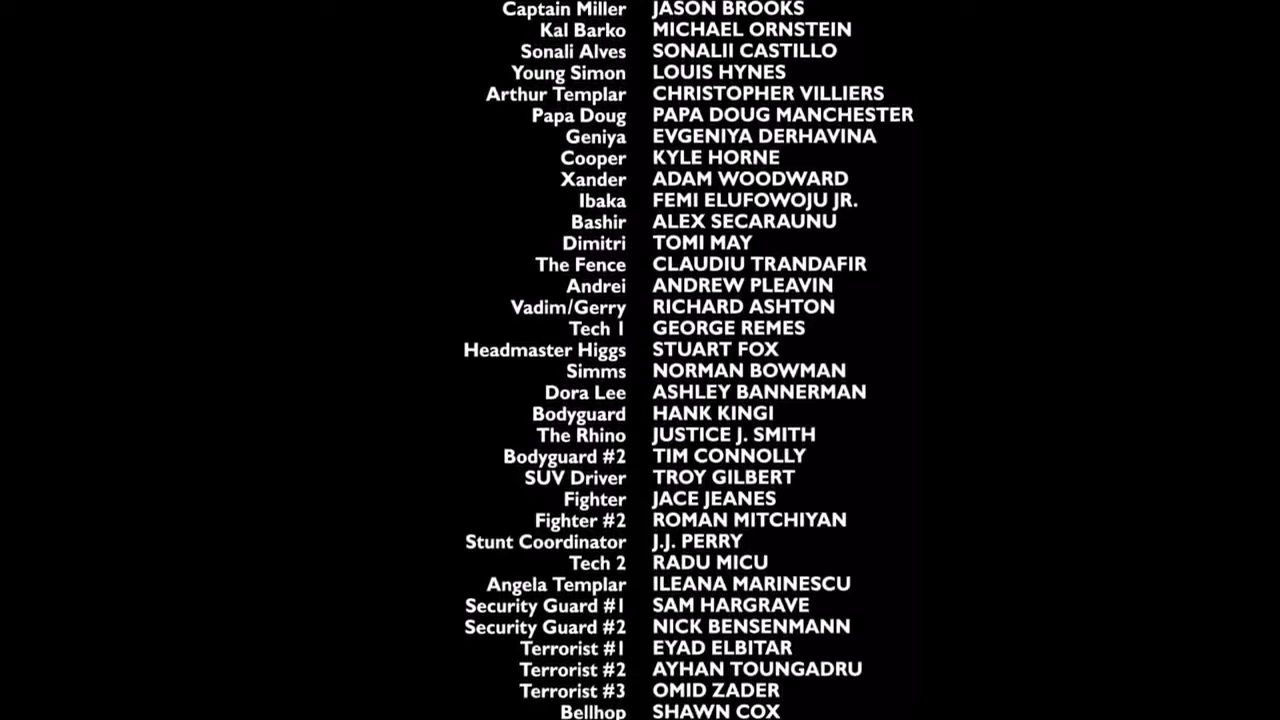 Captain Miller JASON BROOKS
Kal Barko MICHAEL ORNSTEIN
Sonali Alves SONALII CASTILLO
Young Simon LOUIS HYNES
Arthur Templar CHRISTOPHER VILLIERS
Papa Doug PAPA DOUG MANCHESTER
Geniya EVGENIYA DERHAVINA
Cooper KYLE HORNE
Xander ADAM WOODWARD
Ibaka FEMI ELUFOWOJU JR.
Bashir ALEX SECARAUNU
Dimitri TOMI MAY
The Fence CLAUDIU TRANDAFIR
Andrei ANDREW PLEAVIN
Vadim/Gerry RICHARD ASHTON
Tech 1 GEORGE REMES
Headmaster Higgs STUART FOX
Simms NORMAN BOWMAN
Dora Lee ASHLEY BANNERMAN
Bodyguard HANK KINGI
The Rhino JUSTICE J. SMITH
Bodyguard #2 TIM CONNOLLY
SUV Driver TROY GILBERT
Fighter JACE JEANES
Fighter #2 ROMAN MITCHIYAN
Stunt Coordinator J.J. PERRY
Tech 2 RADU MICU
Angela Templar ILEANA MARINESCU
Security Guard #1 SAM HARGRAVE
Security Guard #2 NICK BENSENMANN
Terrorist #1 EYAD ELBITAR
Terrorist #2 AYHAN TOUNGADRU
Terrorist #3 OMID ZADER
Bellhop SHAWN COX